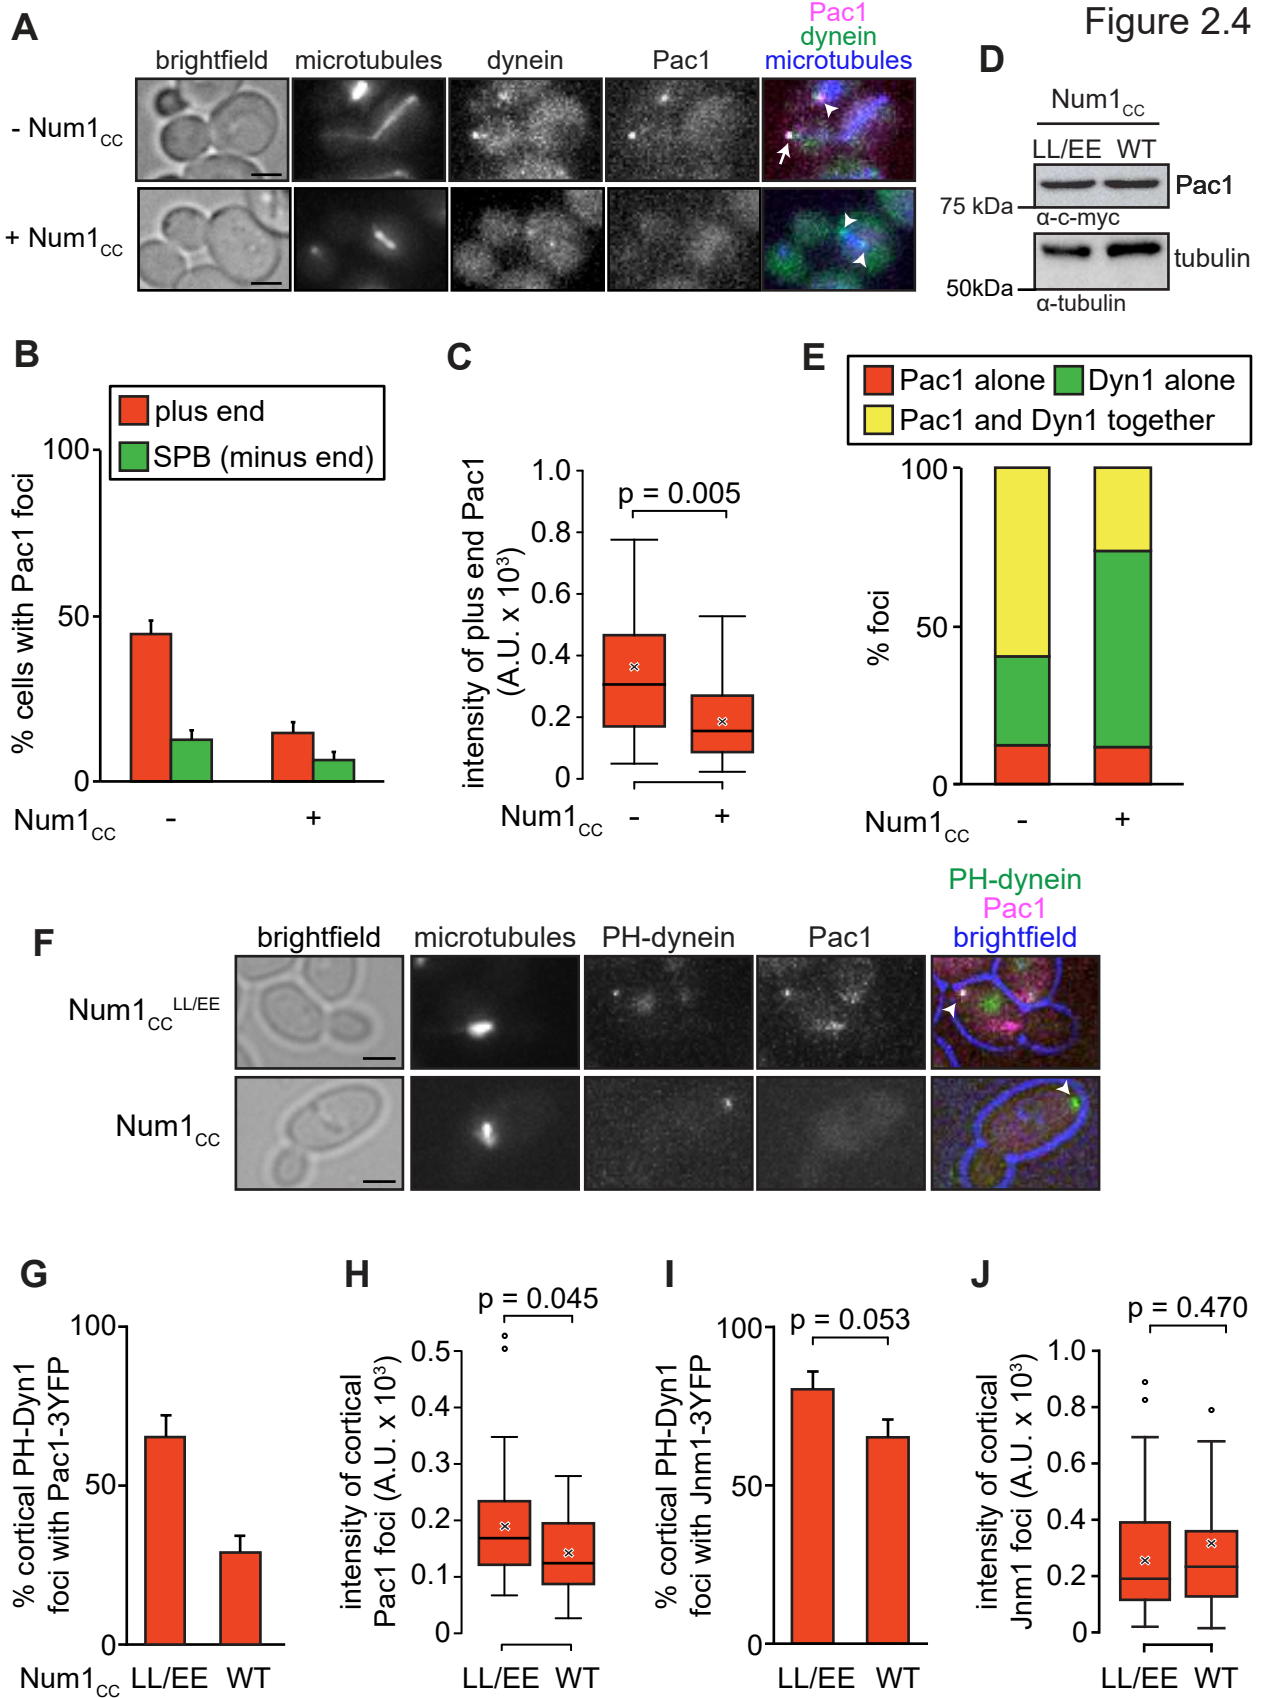 Figure 2.4
A
Pac1
dynein
brightfield microtubules dynein Pac1 microtubules
- Num1CC
+ Num1CC
D
Num1CC
LL/EE WT
Pac1
75 kDa
α-c-myc
tubulin
50kDa
α-tubulin
B
plus end
SPB (minus end)
% cells with Pac1 foci
100
50
0
Num1CC - +
C
intensity of plus end Pac1
(A.U. x 10³)
1.0
0.8
0.6
0.4
0.2
0
p = 0.005
Num1CC - +
E
Pac1 alone Dyn1 alone
Pac1 and Dyn1 together
% foci
100
50
0
Num1CC - +
F
PH-dynein
Pac1
brightfield microtubules PH-dynein Pac1 brightfield
Num1CC LL/EE
Num1CC
G
% cortical PH-Dyn1
foci with Pac1-3YFP
100
50
0
Num1CC LL/EE WT
H
intensity of cortical
Pac1 foci (A.U. x 10³)
p = 0.045
0.5
0.4
0.3
0.2
0.1
0
LL/EE WT
I
% cortical PH-Dyn1
foci with Jnm1-3YFP
p = 0.053
100
50
0
LL/EE WT
J
intensity of cortical
Jnm1 foci (A.U. x 10³)
p = 0.470
1.0
0.8
0.6
0.4
0.2
0
LL/EE WT